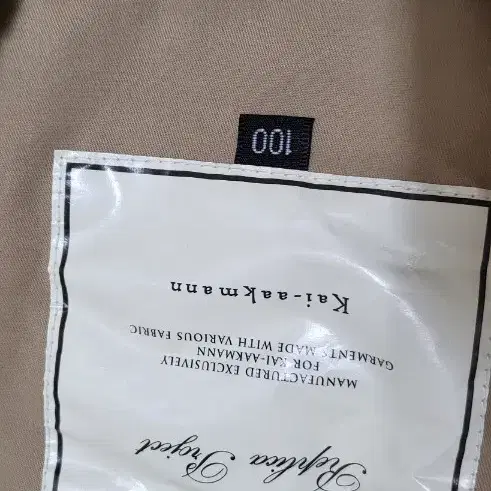 Replica Project
MANUFACTURED EXCLUSIVELY
FOR KAI-AAKMANN
GARMENTS MADE WITH VARIOUS FABRIC
Kai-aakmann
100